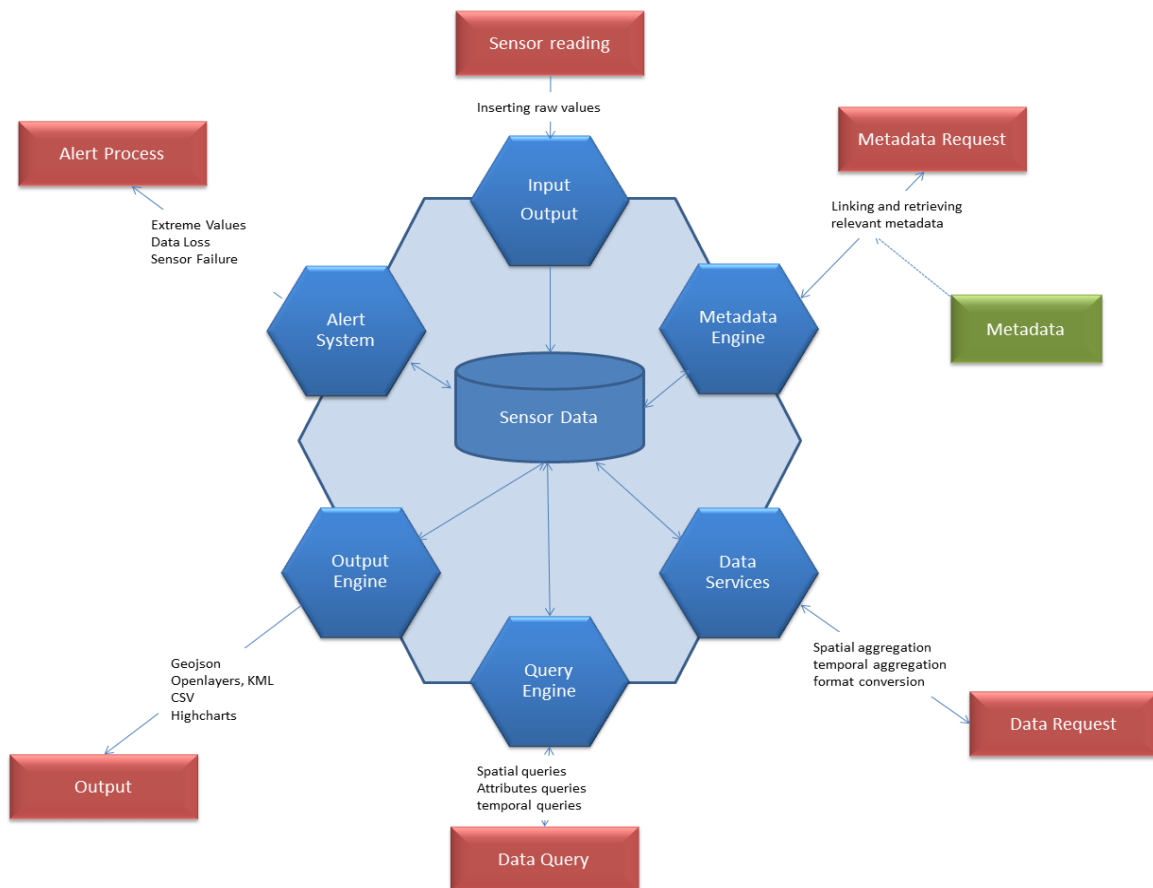 Sensor reading
Inserting raw values
Alert Process
Metadata Request
Input
Output
Extreme Values
Data Loss
Sensor Failure
Linking and retrieving
relevant metadata
Alert
System
Metadata
Engine
Metadata
Sensor Data
Output
Engine
Data
Services
Geojson
Openlayers, KML
CSV
Highcharts
Query
Engine
Spatial aggregation
temporal aggregation
format conversion
Data Request
Output
Spatial queries
Attributes queries
temporal queries
Data Query